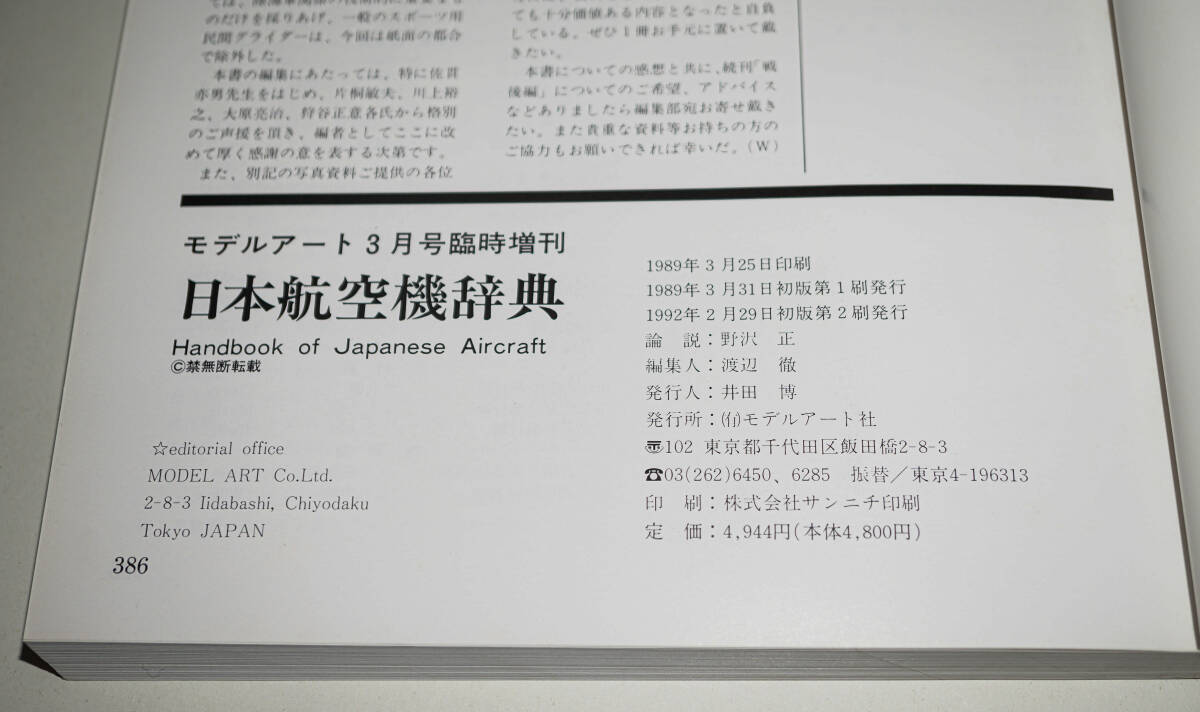 のだけを採りあげ、一般のスポーツ用
民間グライダーは、今回は紙面の都合
で除外した。
本書の編集にあたっては、特に佐貫
亦男先生をはじめ、片桐敏夫、川上裕
之、大原亮治、狩谷正意各氏から格別
のご声援を頂き、編者としてここに改
めて厚く感謝の意を表する次第です。
また、別記の写真資料ご提供の各位
ても十分価値ある内容となったと自負
している。ぜひ1冊お手元に置いて戴
きたい。
本書についての感想と共に、続刊「戦
後編」についてのご希望、アドバイス
などありましたら編集部宛お寄せ戴き
たい。また貴重な資料等お持ちの方の
ご協力もお願いできれば幸いだ。(W)
モデルアート3月号臨時増刊
日本航空機辞典
Handbook of Japanese Aircraft
©禁無断転載
☆editorial office
MODEL ART Co.Ltd.
2-8-3 Iidabashi, Chiyodaku
Tokyo JAPAN
386
1989年3月25日印刷
1989年3月31日初版第1刷発行
1992年2月29日初版第2刷発行
論　説：野沢　正
編集人：渡辺　徹
発行人：井田　博
発行所：㈲モデルアート社
〠102 東京都千代田区飯田橋2-8-3
☎03(262)6450、6285 振替／東京4-196313
印　刷：株式会社サンニチ印刷
定　価：4,944円(本体4,800円)